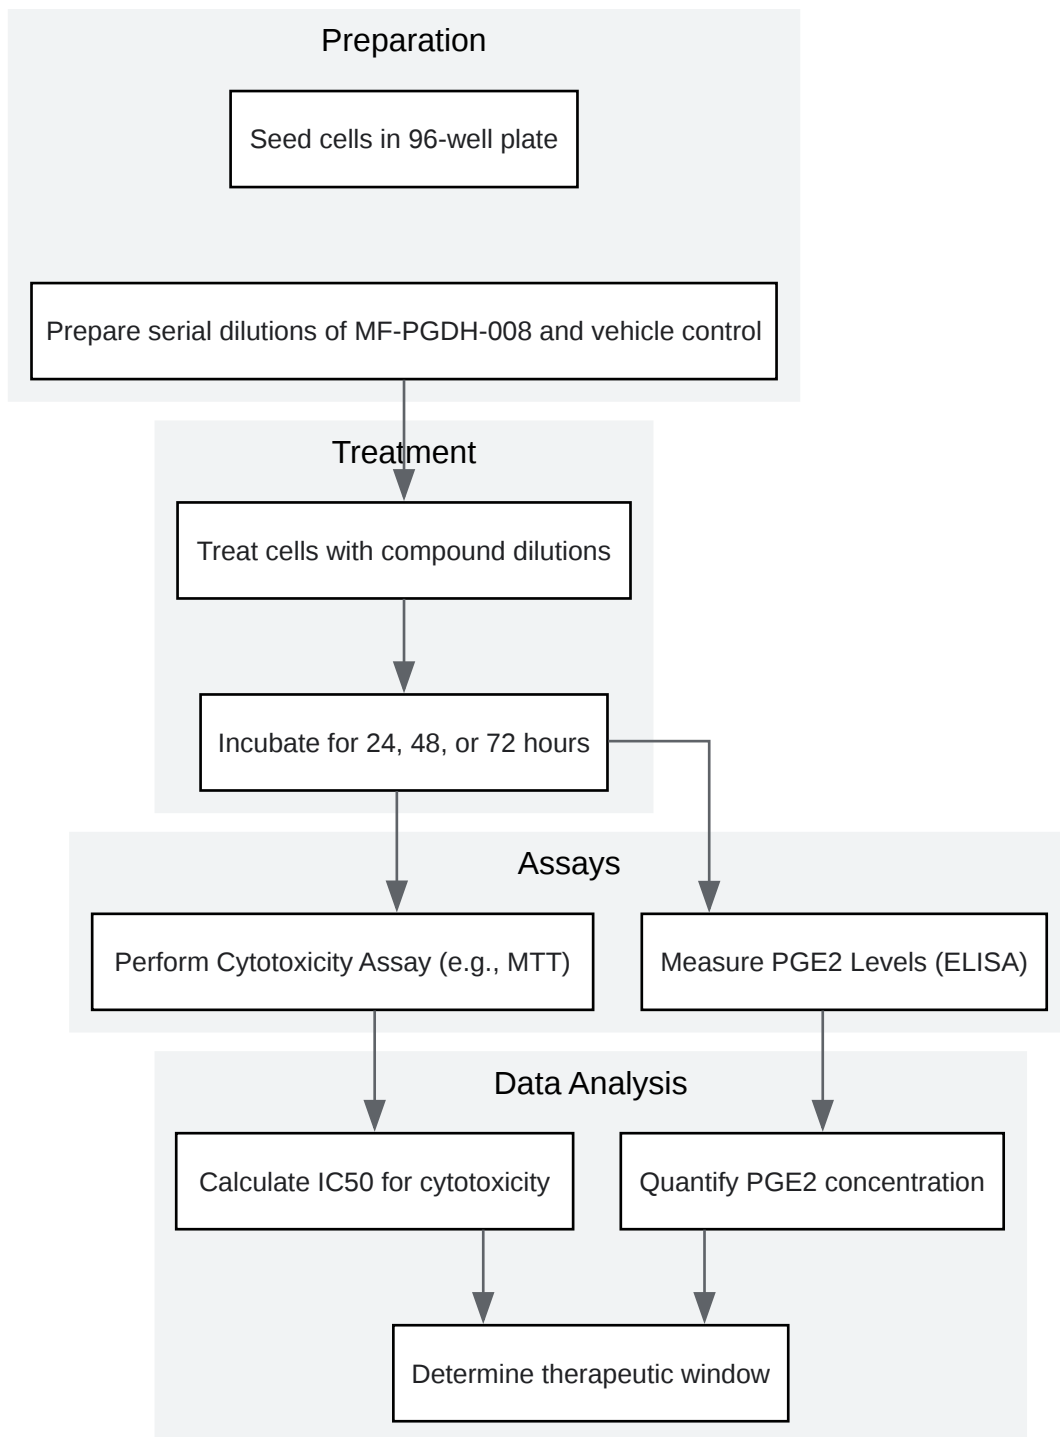 Preparation
Seed cells in 96-well plate
Prepare serial dilutions of MF-PGDH-008 and vehicle control
Treatment
Treat cells with compound dilutions
Incubate for 24, 48, or 72 hours
Assays
Perform Cytotoxicity Assay (e.g., MTT)
Measure PGE2 Levels (ELISA)
Data Analysis
Calculate IC50 for cytotoxicity
Quantify PGE2 concentration
Determine therapeutic window